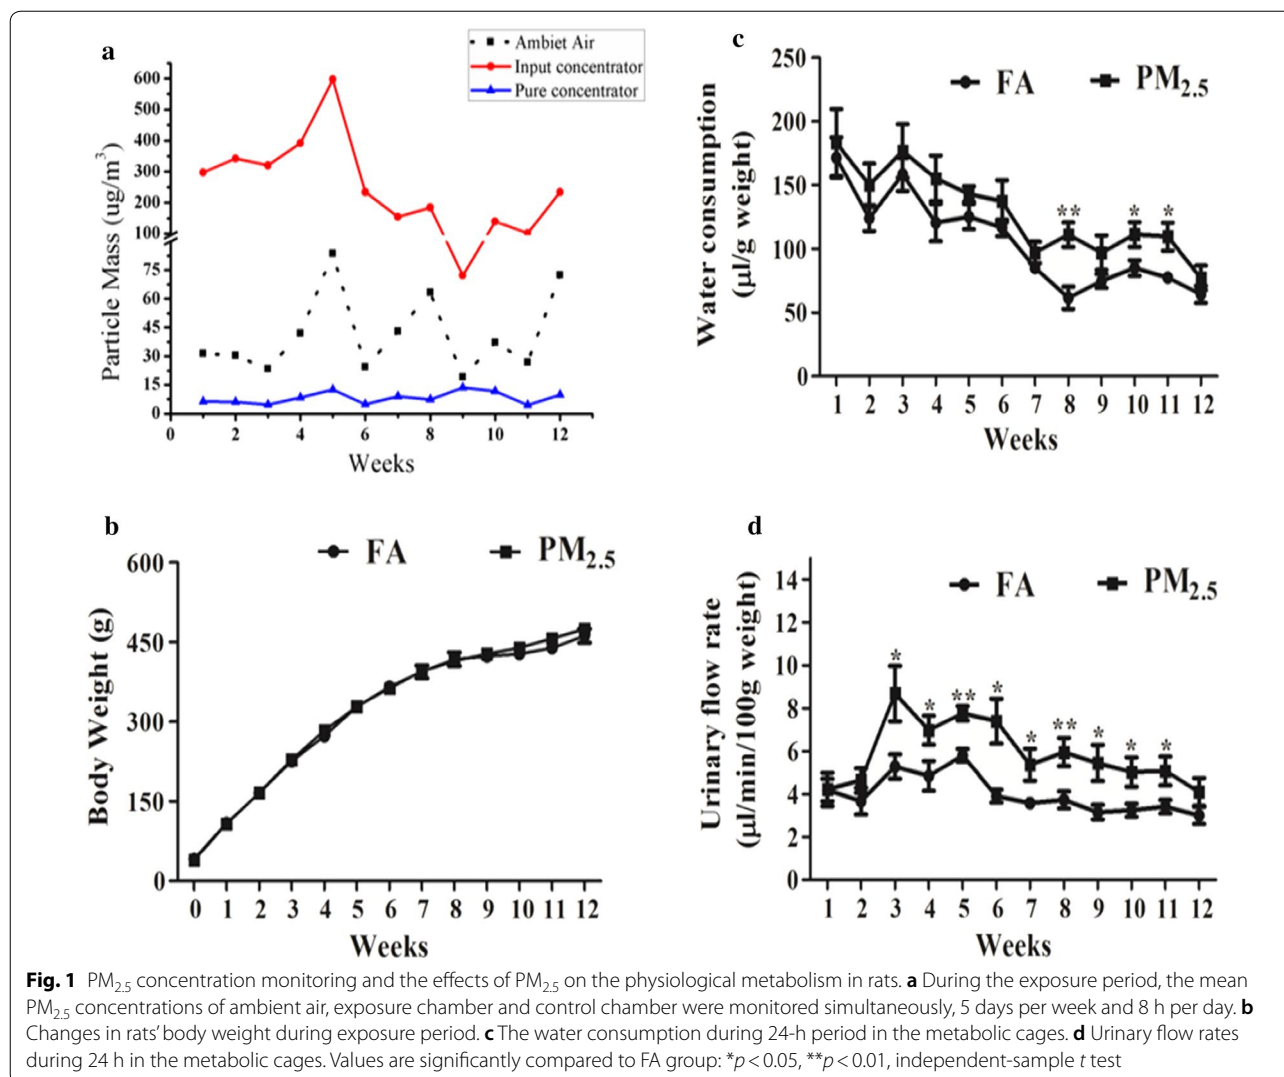 a
Ambiet Air
Input concentrator
Pure concentrator
Particle Mass (ug/m³)
600
500
400
300
200
100
75
60
45
30
15
0
0 2 4 6 8 10 12
Weeks
b
FA PM2.5
Body Weight (g)
600
450
300
150
0
0 1 2 3 4 5 6 7 8 9 10 11 12
Weeks
c
FA PM2.5
Water consumption
(µl/g weight)
250
200
150
100
50
0
** * *
1 2 3 4 5 6 7 8 9 10 11 12
Weeks
d
FA PM2.5
Urinary flow rate
(µl/min/100g weight)
14
12
10
8
6
4
2
0
* * ** * * ** * * *
1 2 3 4 5 6 7 8 9 10 11 12
Weeks
Fig. 1 PM2.5 concentration monitoring and the effects of PM2.5 on the physiological metabolism in rats. a During the exposure period, the mean
PM2.5 concentrations of ambient air, exposure chamber and control chamber were monitored simultaneously, 5 days per week and 8 h per day. b
Changes in rats' body weight during exposure period. c The water consumption during 24-h period in the metabolic cages. d Urinary flow rates
during 24 h in the metabolic cages. Values are significantly compared to FA group: *p < 0.05, **p < 0.01, independent-sample t test